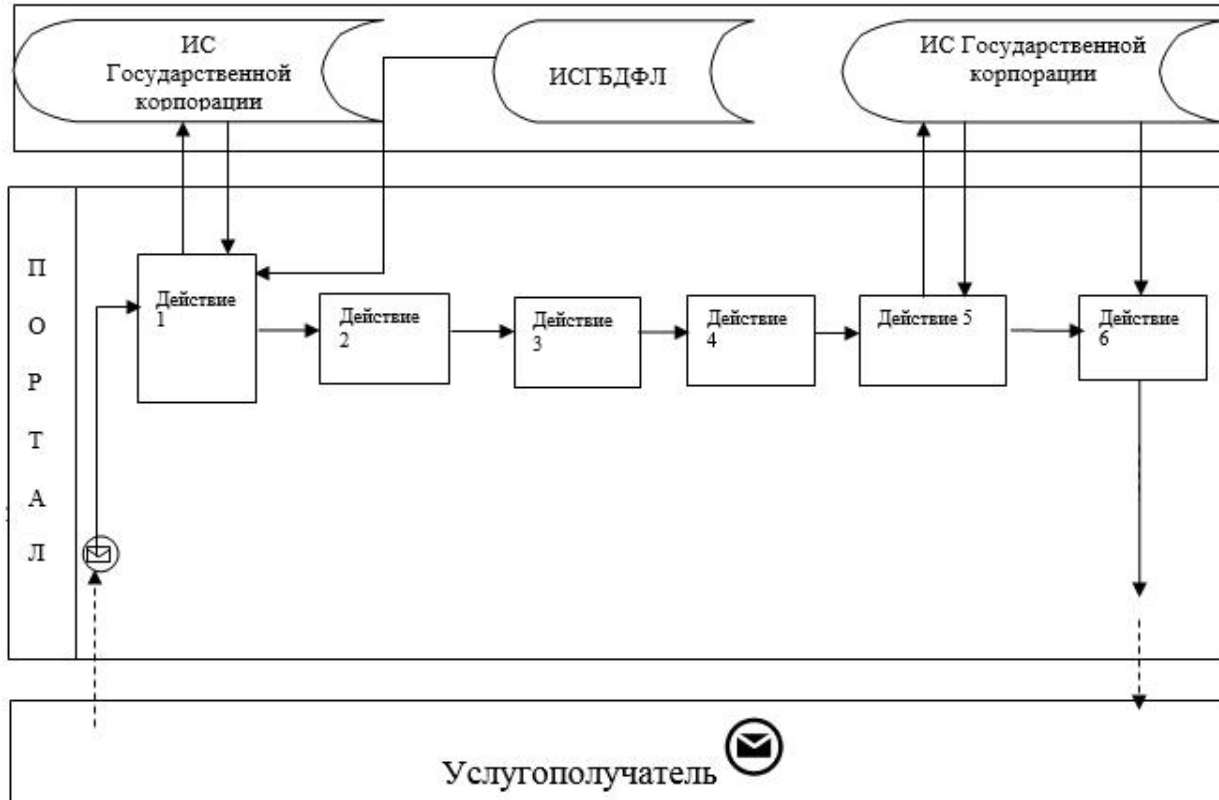 ИС
Государственной
корпорации
ИСГБДФЛ
ИС Государственной
корпорации
П
О
Р
Т
А
Л
Действие
1
Действие
2
Действие
3
Действие
4
Действие 5
Действие
6
Услугополучатель